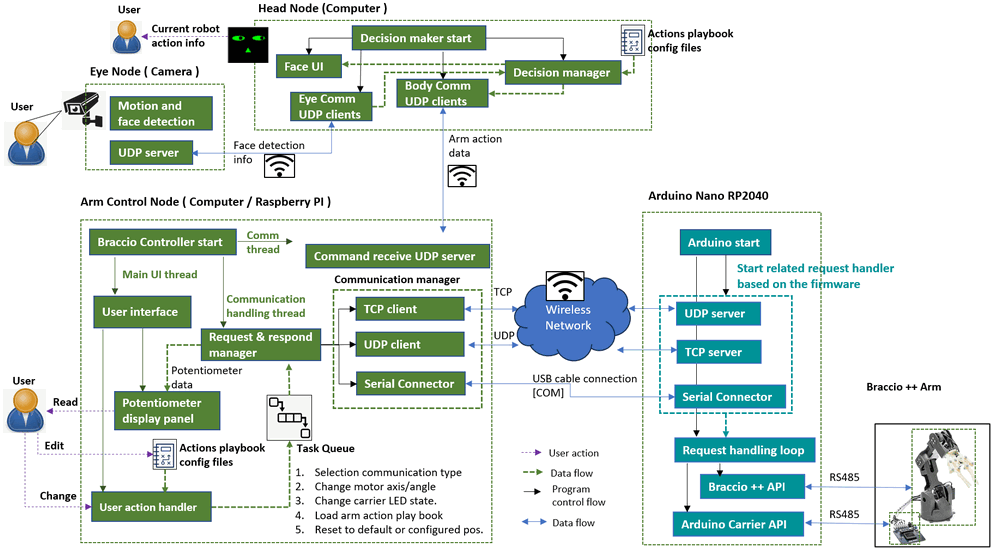 Head Node (Computer )
User
Current robot
action info
Decision maker start
Actions playbook
config files
Face UI
Decision manager
Eye Comm
UDP clients
Body Comm
UDP clients
Eye Node ( Camera )
User
Motion and
face detection
UDP server
Face detection
info
Arm action
data
Arm Control Node ( Computer / Raspberry PI )
Braccio Controller start
Comm
thread
Command receive UDP server
Main UI thread
Communication
handling thread
Communication manager
User interface
TCP client
Request & respond
manager
UDP client
Serial Connector
Potentiometer
data
TCP
UDP
Wireless
Network
USB cable connection
[COM]
User
Read
Edit
Change
Potentiometer
display panel
Actions playbook
config files
Task Queue
User action handler
1. Selection communication type
2. Change motor axis/angle
3. Change carrier LED state.
4. Load arm action play book
5. Reset to default or configured pos.
User action
Data flow
Program
control flow
Data flow
Arduino Nano RP2040
Arduino start
Start related request handler
based on the firmware
UDP server
TCP server
Serial Connector
Request handling loop
Braccio ++ API
Arduino Carrier API
RS485
RS485
Braccio ++ Arm